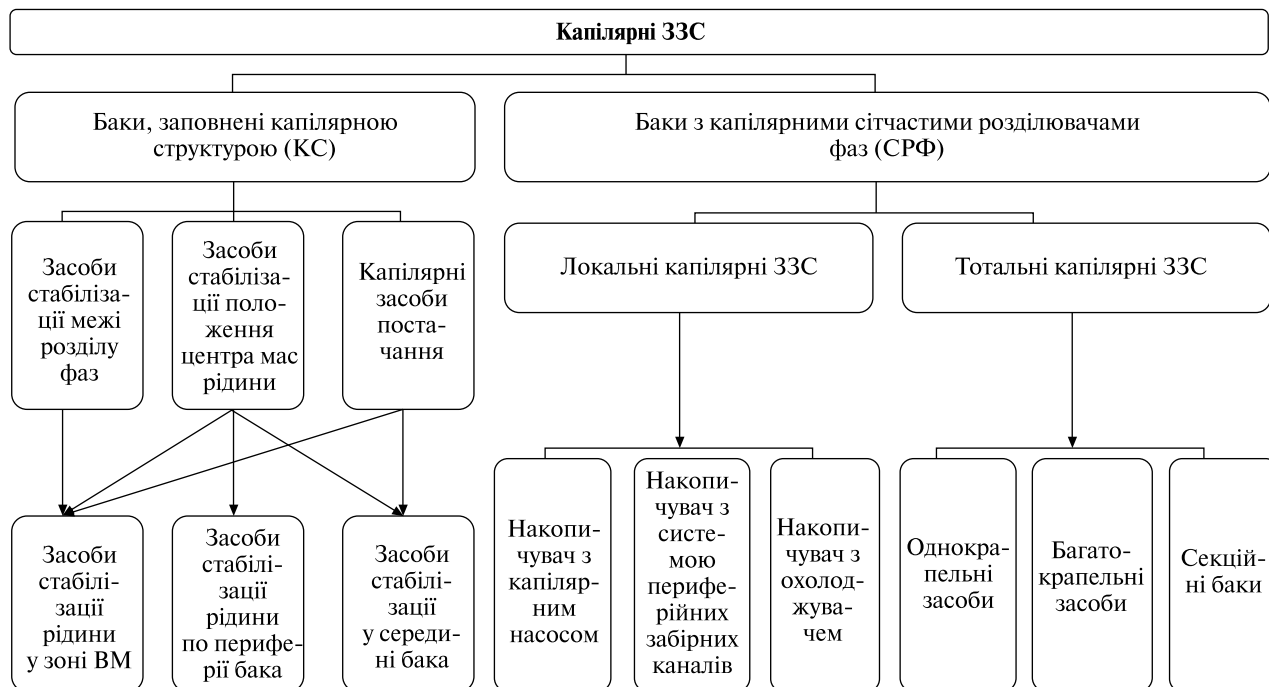 Капілярні ЗЗС
Баки, заповнені капілярною
структурою (КС)
Баки з капілярними сітчастими розділювачами
фаз (СРФ)
Засоби
стабіліза-
ції межі
розділу
фаз
Засоби
стабіліза-
ції поло-
ження
центра мас
рідини
Капілярні
засоби
поста-
чання
Локальні капілярні ЗЗС
Тотальні капілярні ЗЗС
Засоби
стабілі-
зації
рідини
у зоні ВМ
Засоби
стабілі-
зації
рідини
по перифе-
рії бака
Засоби
стабілі-
зації
у середи-
ні бака
Накопи-
чувач з
капіляр-
ним
насосом
Накопи-
чувач з
систе-
мою
перифе-
рійних
забірних
каналів
Накопи-
чувач з
охолод-
жува-
чем
Однокра-
пельні
засоби
Багато-
крапельні
засоби
Секцій-
ні баки